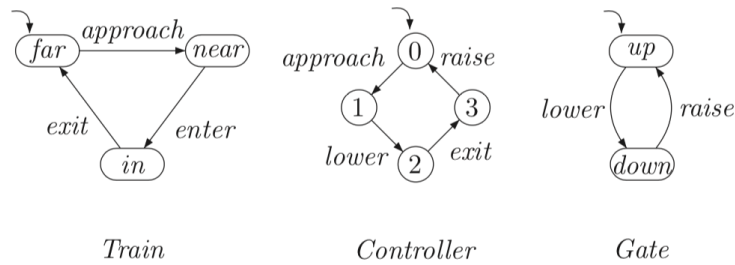 far approach near
exit enter
in
Train
approach 0 raise
1 3
lower 2 exit
Controller
up
lower raise
down
Gate